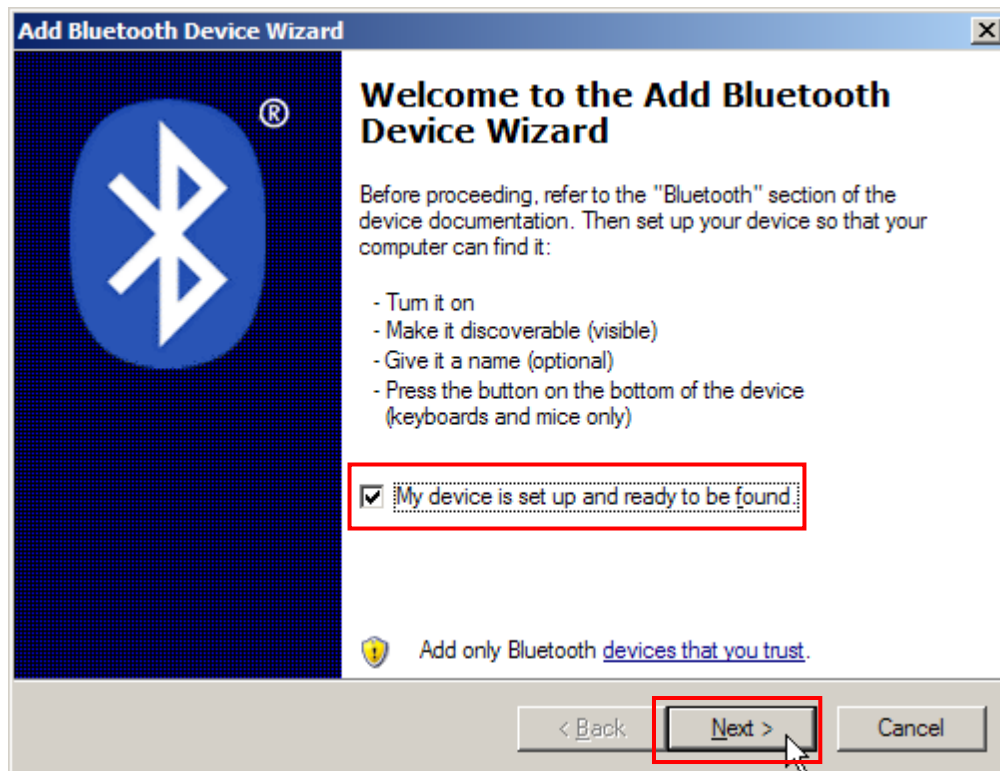 Add Bluetooth Device Wizard
®
Welcome to the Add Bluetooth
Device Wizard
Before proceeding, refer to the "Bluetooth" section of the
device documentation. Then set up your device so that your
computer can find it:
- Turn it on
- Make it discoverable (visible)
- Give it a name (optional)
- Press the button on the bottom of the device
(keyboards and mice only)
My device is set up and ready to be found.
Add only Bluetooth devices that you trust.
< Back
Next >
Cancel